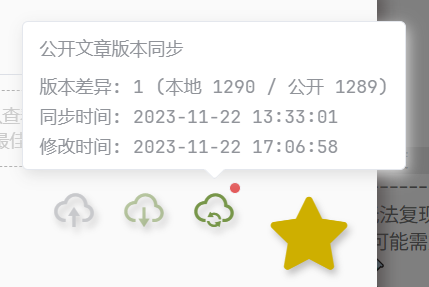 公开文章版本同步
版本差异: 1 (本地 1290 / 公开 1289)
同步时间: 2023-11-22 13:33:01
修改时间: 2023-11-22 17:06:58
查看
最佳
法复现
可能需